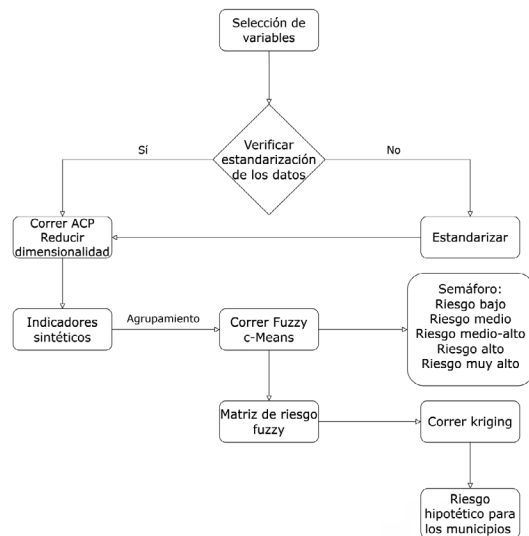 Selección de
variables
Verificar
estandarización
de los datos
Sí
No
Correr ACP
Reducir
dimensionalidad
Estandarizar
Indicadores
sintéticos
Agrupamiento
Correr Fuzzy
c-Means
Semáforo:
Riesgo bajo
Riesgo medio
Riesgo medio-alto
Riesgo alto
Riesgo muy alto
Matriz de riesgo
fuzzy
Correr kriging
Riesgo
hipotético para
los municipios